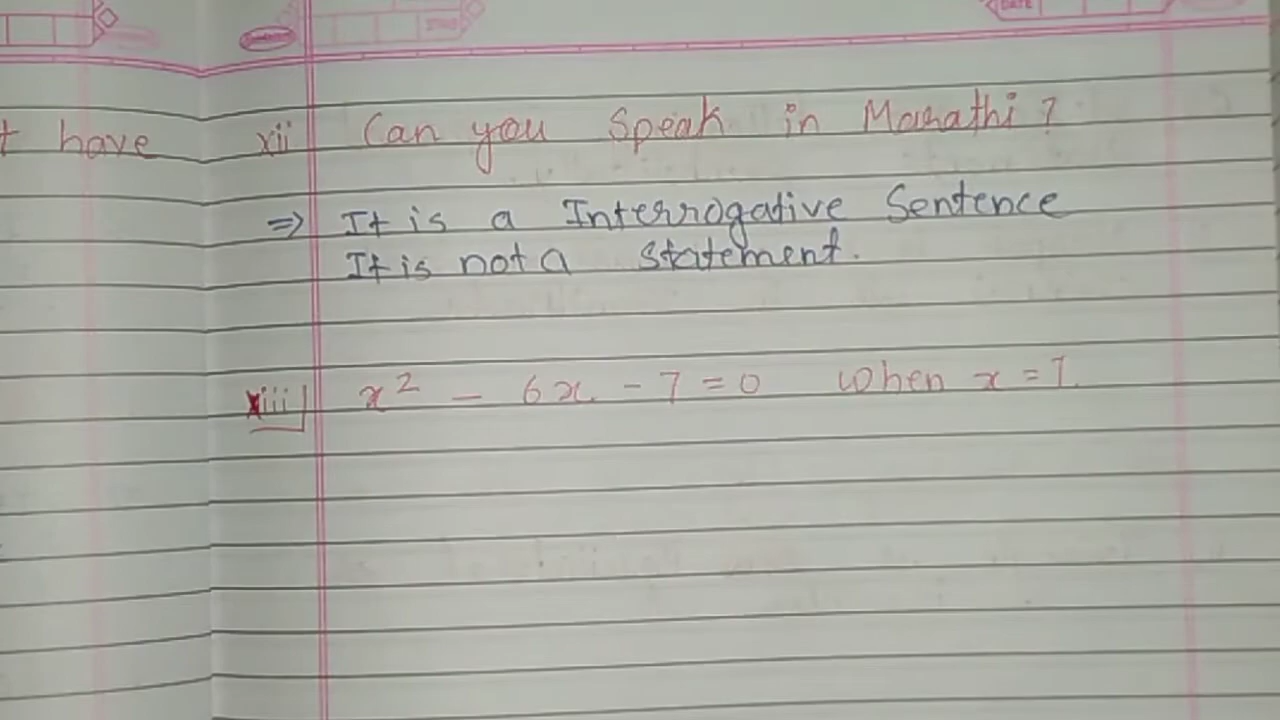 t have
xii Can you Speak in Marathi?
⇒ It is a Interrogative Sentence
It is not a Statement.
xiii) x² - 6x - 7 = 0 When x = 7.
DATE